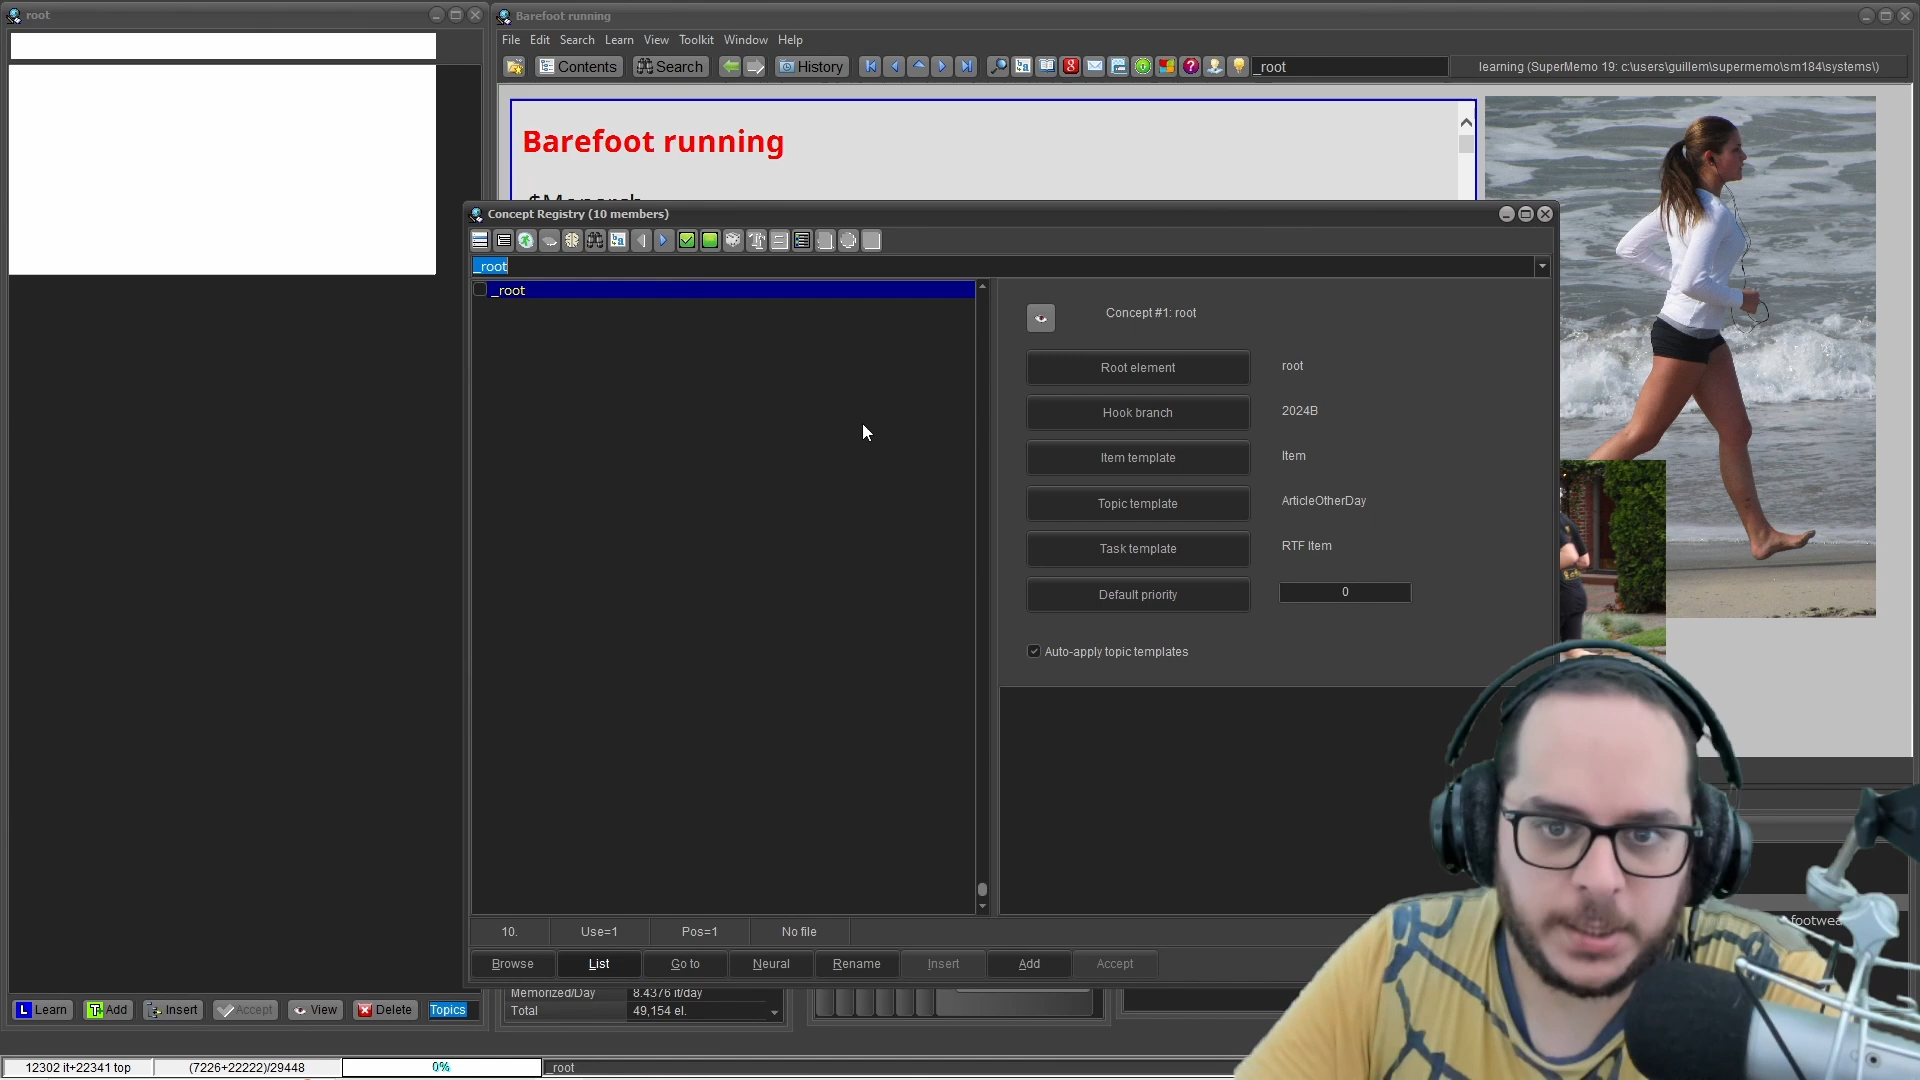 root
Barefoot running
File Edit Search Learn View Toolkit Window Help
Contents Search History _root learning (SuperMemo 19: c:\users\guillem\supermemo\sm184\systems\)
Barefoot running
Concept Registry (10 members)
_root
_root
Concept #1: root
Root element root
Hook branch 2024B
Item template Item
Topic template ArticleOtherDay
Task template RTF Item
Default priority 0
Auto-apply topic templates
footwea
10. Use=1 Pos=1 No file
Browse List Go to Neural Rename Insert Add Accept
Memorized/Day 8.4376 it/day
Total 49,154 el.
Learn Add Insert Accept View Delete Topics
12302 it+22341 top (7226+22222)/29448 0% _root